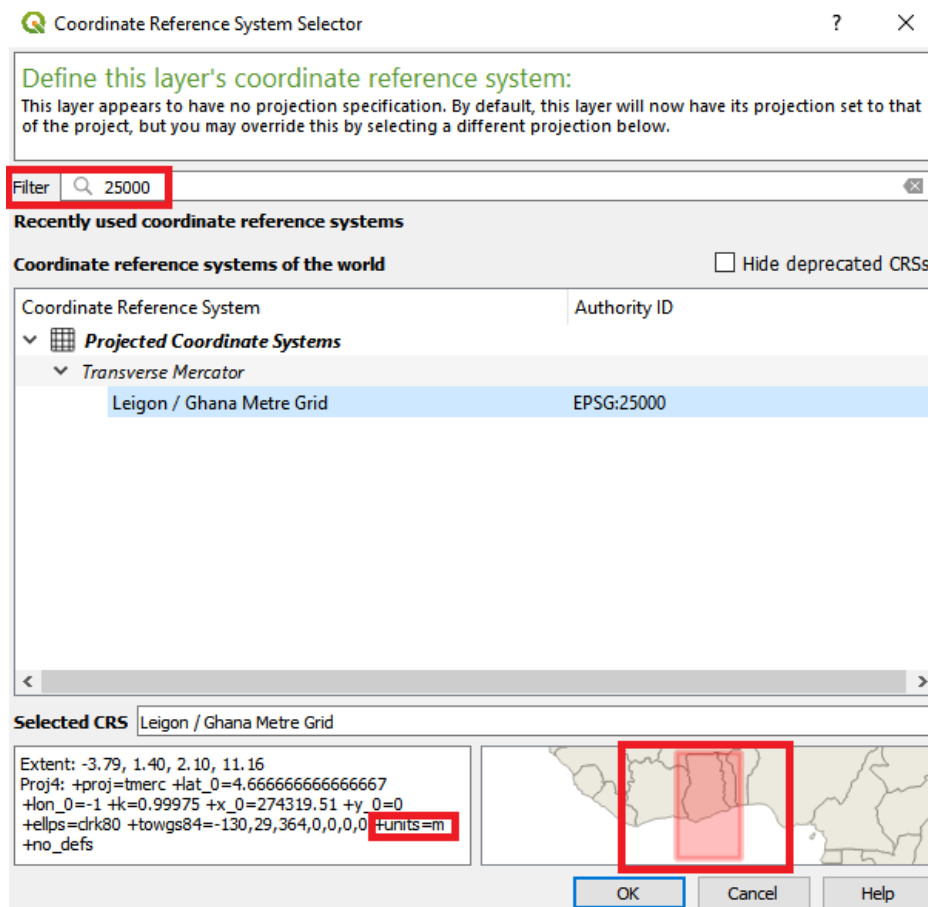 Coordinate Reference System Selector ? ×
Define this layer's coordinate reference system:
This layer appears to have no projection specification. By default, this layer will now have its projection set to that
of the project, but you may override this by selecting a different projection below.
Filter 25000
Recently used coordinate reference systems
Coordinate reference systems of the world Hide deprecated CRSs
Coordinate Reference System Authority ID
Projected Coordinate Systems
Transverse Mercator
Leigon / Ghana Metre Grid EPSG:25000
Selected CRS Leigon / Ghana Metre Grid
Extent: -3.79, 1.40, 2.10, 11.16
Proj4: +proj=tmerc +lat_0=4.666666666666667
+lon_0=-1 +k=0.99975 +x_0=274319.51 +y_0=0
+ellps=clrk80 +towgs84=-130,29,364,0,0,0,0 +units=m
+no_defs
OK Cancel Help